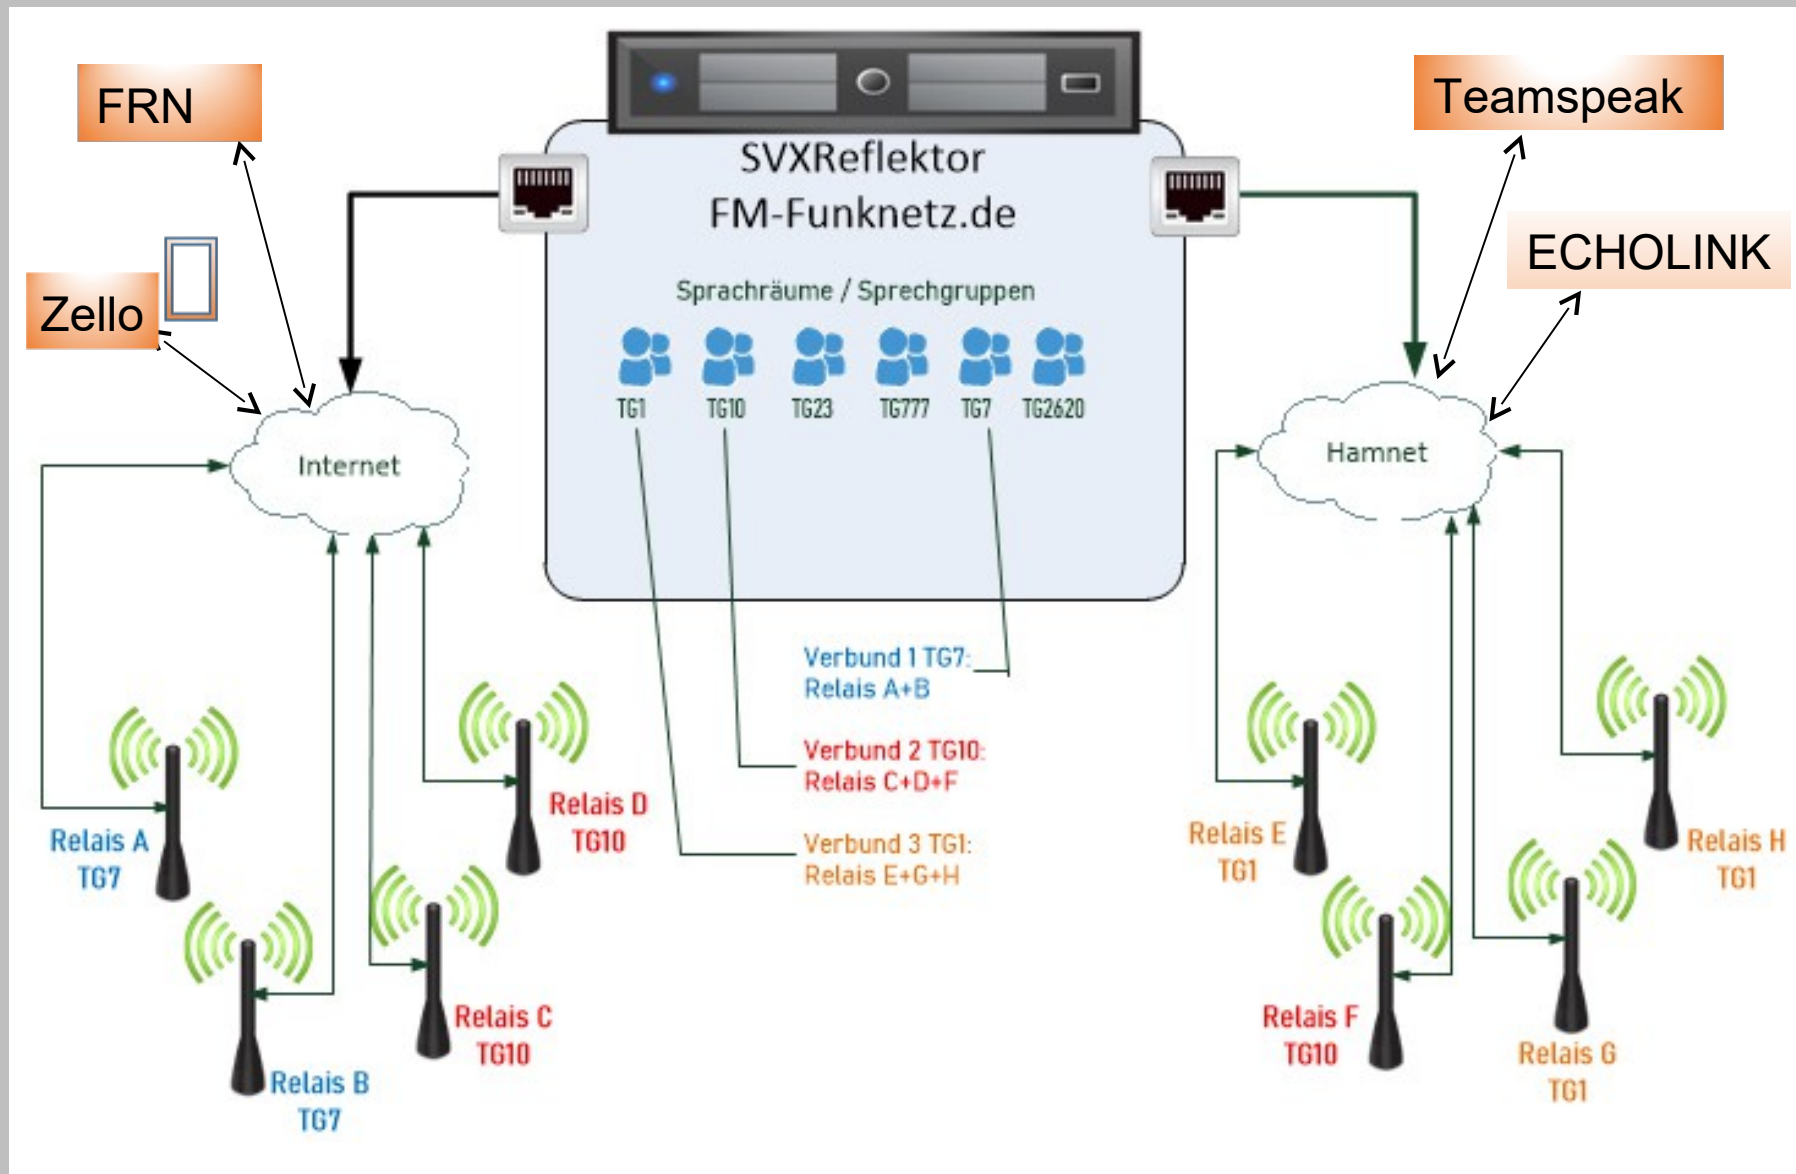 FRN
Teamspeak
SVXReflektor
FM-Funknetz.de
ECHOLINK
Zello
Sprachräume / Sprechgruppen
TG1 TG10 TG23 TG777 TG7 TG2620
Internet
Hamnet
Verbund 1 TG7:
Relais A+B
Verbund 2 TG10:
Relais C+D+F
Verbund 3 TG1:
Relais E+G+H
Relais A
TG7
Relais B
TG7
Relais C
TG10
Relais D
TG10
Relais E
TG1
Relais F
TG10
Relais G
TG1
Relais H
TG1